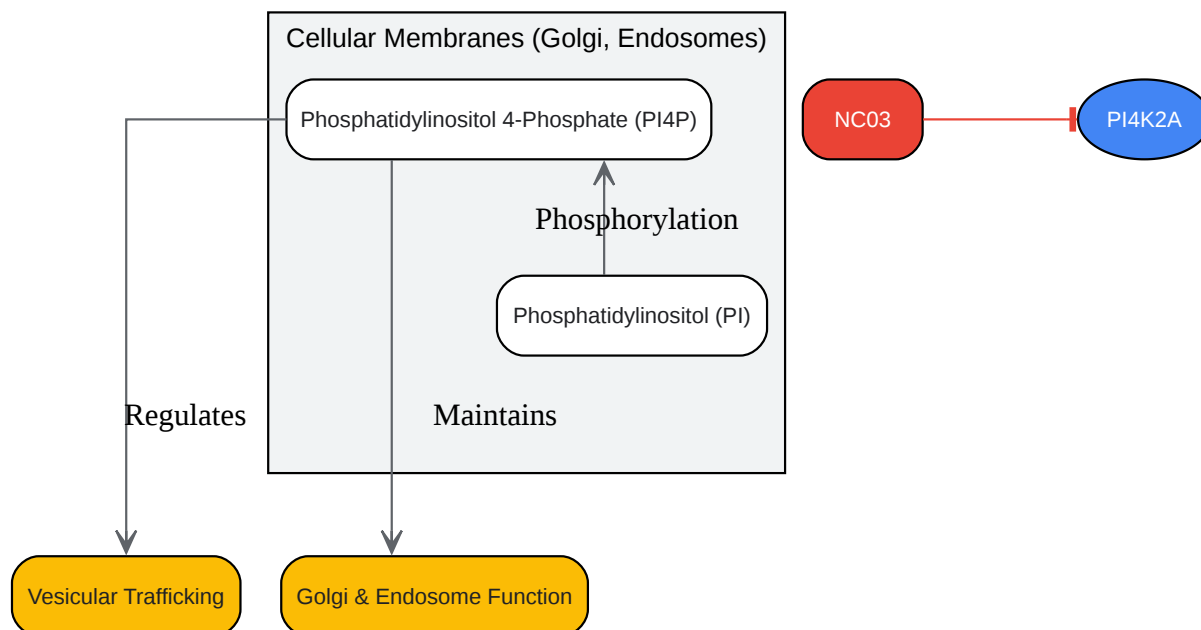 Cellular Membranes (Golgi, Endosomes)
Phosphatidylinositol 4-Phosphate (PI4P)
NC03
PI4K2A
Phosphorylation
Phosphatidylinositol (PI)
Regulates
Maintains
Vesicular Trafficking
Golgi & Endosome Function